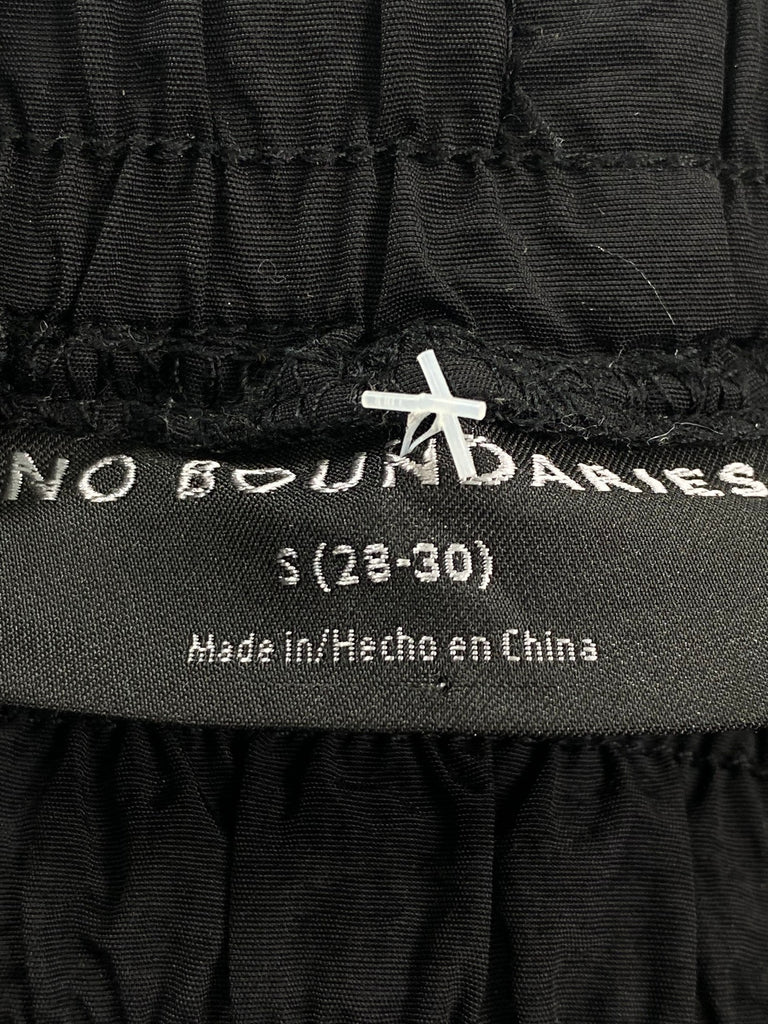 NO BOUNDARIES
S (28-30)
Made in/Hecho en China